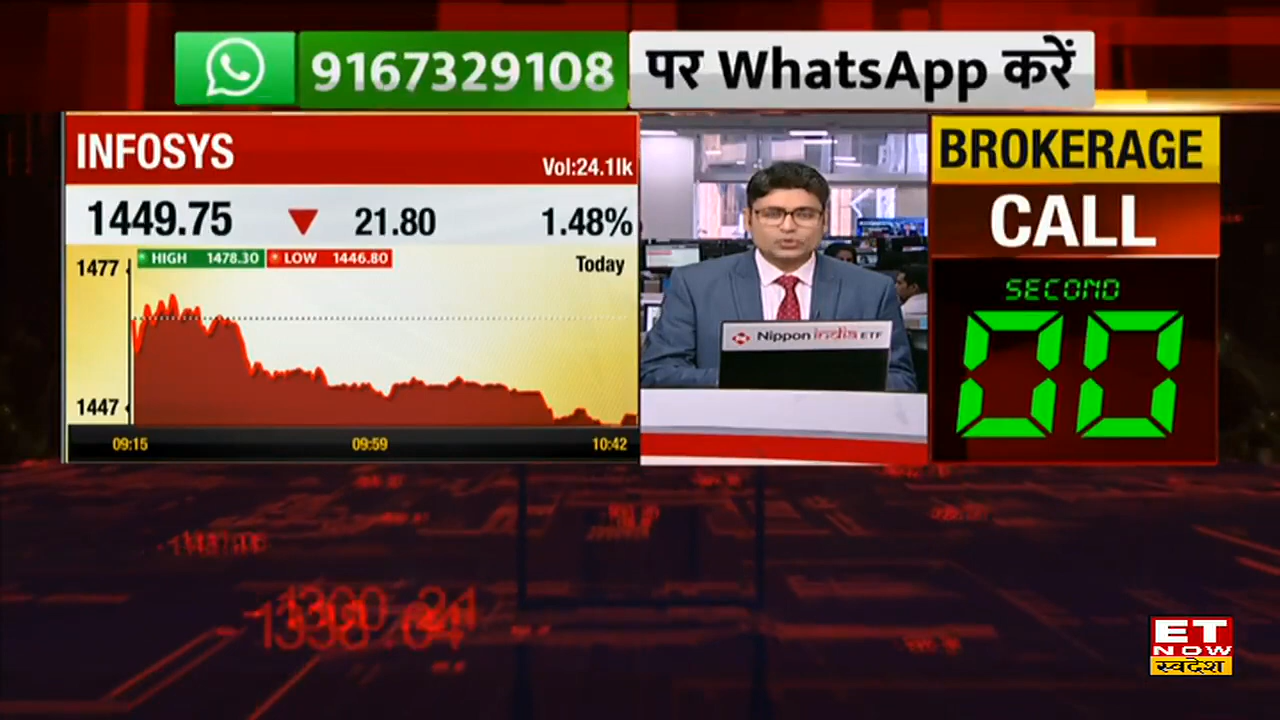 9167329108 पर WhatsApp करें
INFOSYS
Vol:24.1lk
1449.75 21.80 1.48%
HIGH 1478.30 LOW 1446.80
Today
1477
1447
09:15 09:59 10:42
Nippon india ETF
BROKERAGE
CALL
SECOND
00
ET
NOW
स्वदेश